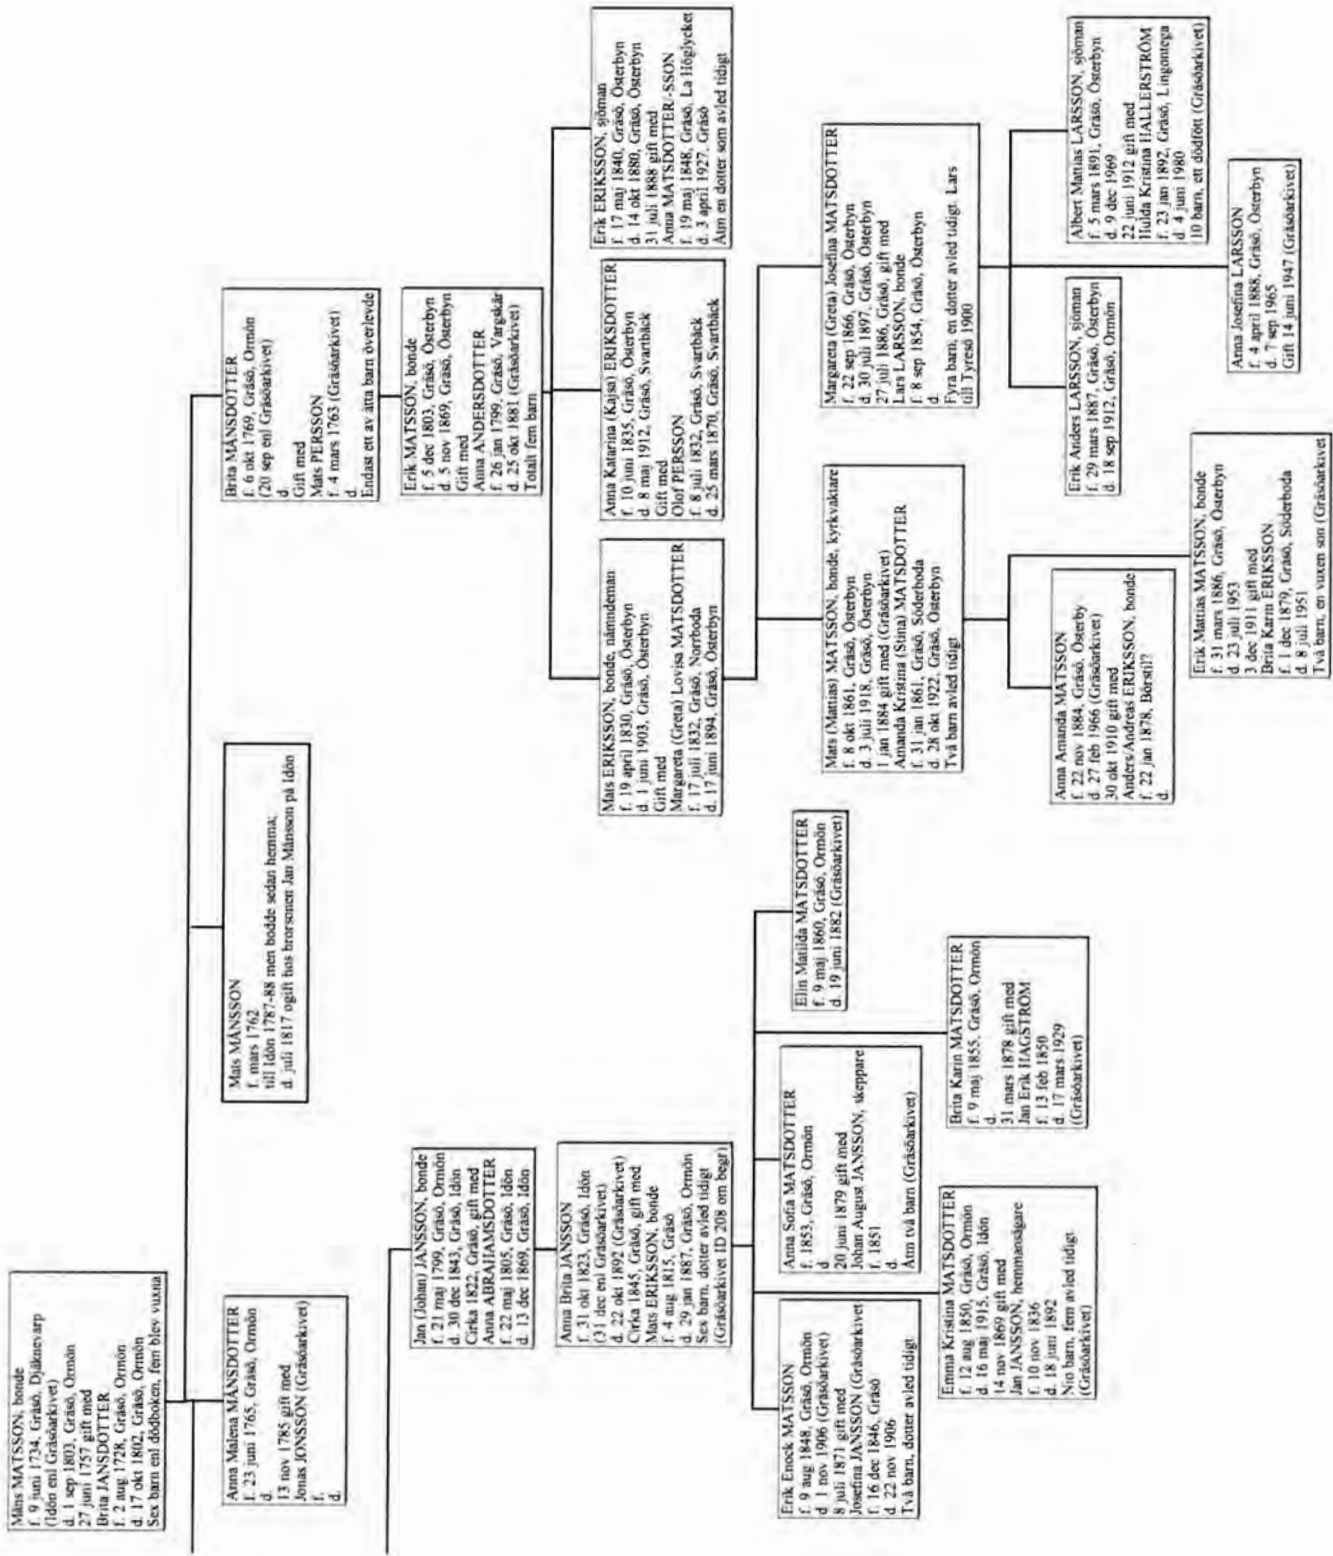 Måns MATSSON, bonde
f. 9 juni 1734, Gräsö, Djäknevarp
(Idön enl Gräsöarkivet)
d. 1 sep 1803, Gräsö, Ormön
27 juni 1757 gift med
Brita JANSDOTTER
f. 2 aug 1728, Gräsö, Ormön
d. 17 okt 1802, Gräsö, Ormön
Sex barn enl dödboken, fem blev vuxna
Anna Malena MÅNSDOTTER
f. 23 juni 1765, Gräsö, Ormön
d.
13 nov 1785 gift med
Jonas JONSSON (Gräsöarkivet)
f.
d.
Mats MÅNSSON
f. mars 1762
till Idön 1787-88 men bodde sedan hemma;
d. juli 1817 ogift hos brorsonen Jan Månsson på Idön
Brita MÅNSDOTTER
f. 6 okt 1769, Gräsö, Ormön
(20 sep enl Gräsöarkivet)
d.
Gift med
Mats PERSSON
f. 4 mars 1763 (Gräsöarkivet)
d.
Endast ett av åtta barn överlevde
Jan (Johan) JANSSON, bonde
f. 21 maj 1799, Gräsö, Ormön
d. 30 dec 1843, Gräsö, Idön
Cirka 1822, Gräsö, gift med
Anna ABRAHAMSDOTTER
f. 22 maj 1805, Gräsö, Idön
d. 13 dec 1869, Gräsö, Idön
Erik MATSSON, bonde
f. 5 dec 1803, Gräsö, Österbyn
d. 5 nov 1869, Gräsö, Österbyn
Gift med
Anna ANDERSDOTTER
f. 26 jan 1799, Gräsö, Vargskär
d. 25 okt 1881 (Gräsöarkivet)
Totalt fem barn
Anna Brita JANSSON
f. 31 okt 1823, Gräsö, Idön
(31 dec enl Gräsöarkivet)
d. 22 okt 1892 (Gräsöarkivet)
Cirka 1845, Gräsö, gift med
Mats ERIKSSON, bonde
f. 4 aug 1815, Gräsö
d. 29 jan 1887, Gräsö, Ormön
Sex barn, dotter avled tidigt
(Gräsöarkivet ID 208 om begr)
Mats ERIKSSON, bonde, nämndeman
f. 19 april 1830, Gräsö, Österbyn
d. 1 juni 1903, Gräsö, Österbyn
Gift med
Margareta (Greta) Lovisa MATSDOTTER
f. 17 juli 1832, Gräsö, Norboda
d. 17 juni 1894, Gräsö, Österbyn
Anna Katarina (Kajsa) ERIKSDOTTER
f. 10 juni 1835, Gräsö, Österbyn
d. 8 maj 1912, Gräsö, Svartbäck
Gift med
Olof PERSSON
f. 8 juli 1832, Gräsö, Svartbäck
d. 25 mars 1870, Gräsö, Svartbäck
Erik ERIKSSON, sjöman
f. 17 maj 1840, Gräsö, Österbyn
d. 14 okt 1880, Gräsö, Österbyn
31 juli 1888 gift med
Anna MATSDOTTER/-SSON
f. 19 maj 1848, Gräsö, La Höglycket
d. 3 april 1927, Gräsö
Atm en dotter som avled tidigt
Erik Enock MATSSON
f. 9 aug 1848, Gräsö, Ormön
d. 1 nov 1906 (Gräsöarkivet)
8 juli 1871 gift med
Josefina JANSSON (Gräsöarkivet
f. 16 dec 1846, Gräsö
d. 22 nov 1906
Två barn, dotter avled tidigt
Anna Sofia MATSDOTTER
f. 1853, Gräsö, Ormön
d.
20 juni 1879 gift med
Johan August JANSSON, skeppare
f. 1851
d.
Atm två barn (Gräsöarkivet)
Elin Matilda MATSDOTTER
f. 9 maj 1860, Gräsö, Ormön
d. 19 juni 1882 (Gräsöarkivet)
Mats (Mattias) MATSSON, bonde, kyrkvaktare
f. 8 okt 1861, Gräsö, Österbyn
d. 3 juli 1918, Gräsö, Österbyn
1 jan 1884 gift med (Gräsöarkivet)
Amanda Kristina (Stina) MATSDOTTER
f. 31 jan 1861, Gräsö, Söderboda
d. 28 okt 1922, Gräsö, Österbyn
Två barn avled tidigt
Margareta (Greta) Josefina MATSDOTTER
f. 22 sep 1866, Gräsö, Österbyn
d. 30 juli 1897, Gräsö, Österbyn
27 juli 1886, Gräsö, gift med
Lars LARSSON, bonde
f. 8 sep 1854, Gräsö, Österbyn
d.
Fyra barn, en dotter avled tidigt. Lars
till Tyresö 1900
Emma Kristina MATSDOTTER
f. 12 aug 1850, Gräsö, Ormön
d. 16 maj 1915, Gräsö, Idön
14 nov 1869 gift med
Jan JANSSON, hemmansägare
f. 10 nov 1836
d. 18 juni 1892
Nio barn, fem avled tidigt
(Gräsöarkivet)
Brita Karin MATSDOTTER
f. 9 maj 1855, Gräsö, Ormön
d.
31 mars 1878 gift med
Jan Erik HAGSTRÖM
f. 13 feb 1850
d. 17 mars 1929
(Gräsöarkivet)
Anna Amanda MATSSON
f. 22 nov 1884, Gräsö, Österby
d. 27 feb 1966 (Gräsöarkivet)
30 okt 1910 gift med
Anders/Andreas ERIKSSON, bonde
f. 22 jan 1878, Börstil?
d.
Erik Anders LARSSON, sjöman
f. 29 mars 1887, Gräsö, Österbyn
d. 18 sep 1912, Gräsö, Ormön
Albert Mattias LARSSON, sjöman
f. 5 mars 1891, Gräsö, Österbyn
d. 9 dec 1969
22 juni 1912 gift med
Hulda Kristina HALLERSTRÖM
f. 23 jan 1892, Gräsö, Lingontega
d. 4 juni 1980
10 barn, ett dödfött (Gräsöarkivet)
Erik Mattias MATSSON, bonde
f. 31 mars 1886, Gräsö, Österbyn
d. 23 juli 1953
3 dec 1911 gift med
Brita Karin ERIKSSON
f. 1 dec 1879, Gräsö, Söderboda
d. 8 juli 1951
Två barn, en vuxen son (Gräsöarkivet
Anna Josefina LARSSON
f. 4 april 1888, Gräsö, Österbyn
d. 7 sep 1965
Gift 14 juni 1947 (Gräsöarkivet)